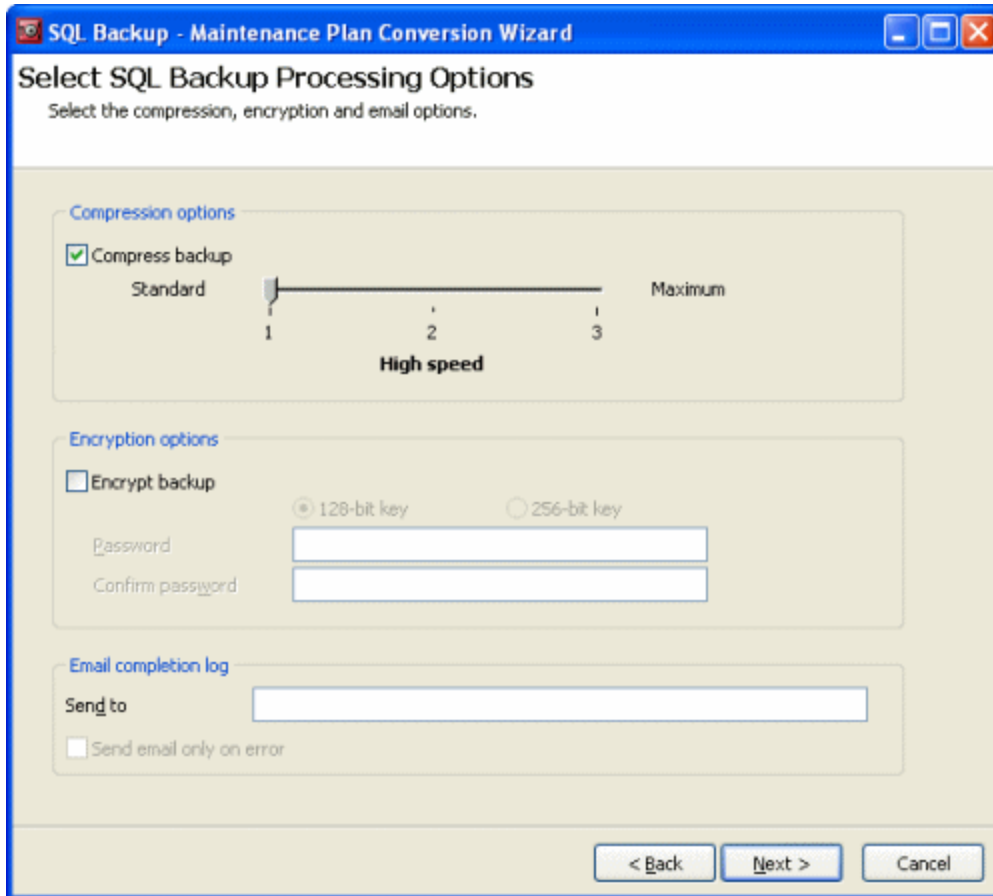 SQL Backup - Maintenance Plan Conversion Wizard
Select SQL Backup Processing Options
Select the compression, encryption and email options.
Compression options
Compress backup
Standard Maximum
1 2 3
High speed
Encryption options
Encrypt backup
128-bit key 256-bit key
Password
Confirm password
Email completion log
Send to
Send email only on error
< Back Next > Cancel